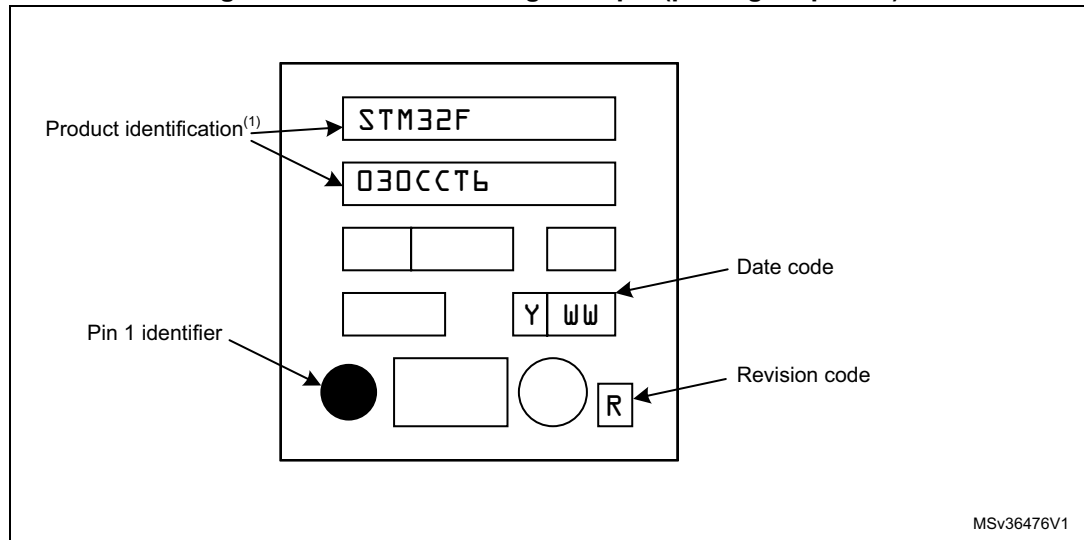 Product identification(1)
STM32F
030CCT6
Date code
Y WW
Pin 1 identifier
Revision code
R
MSv36476V1